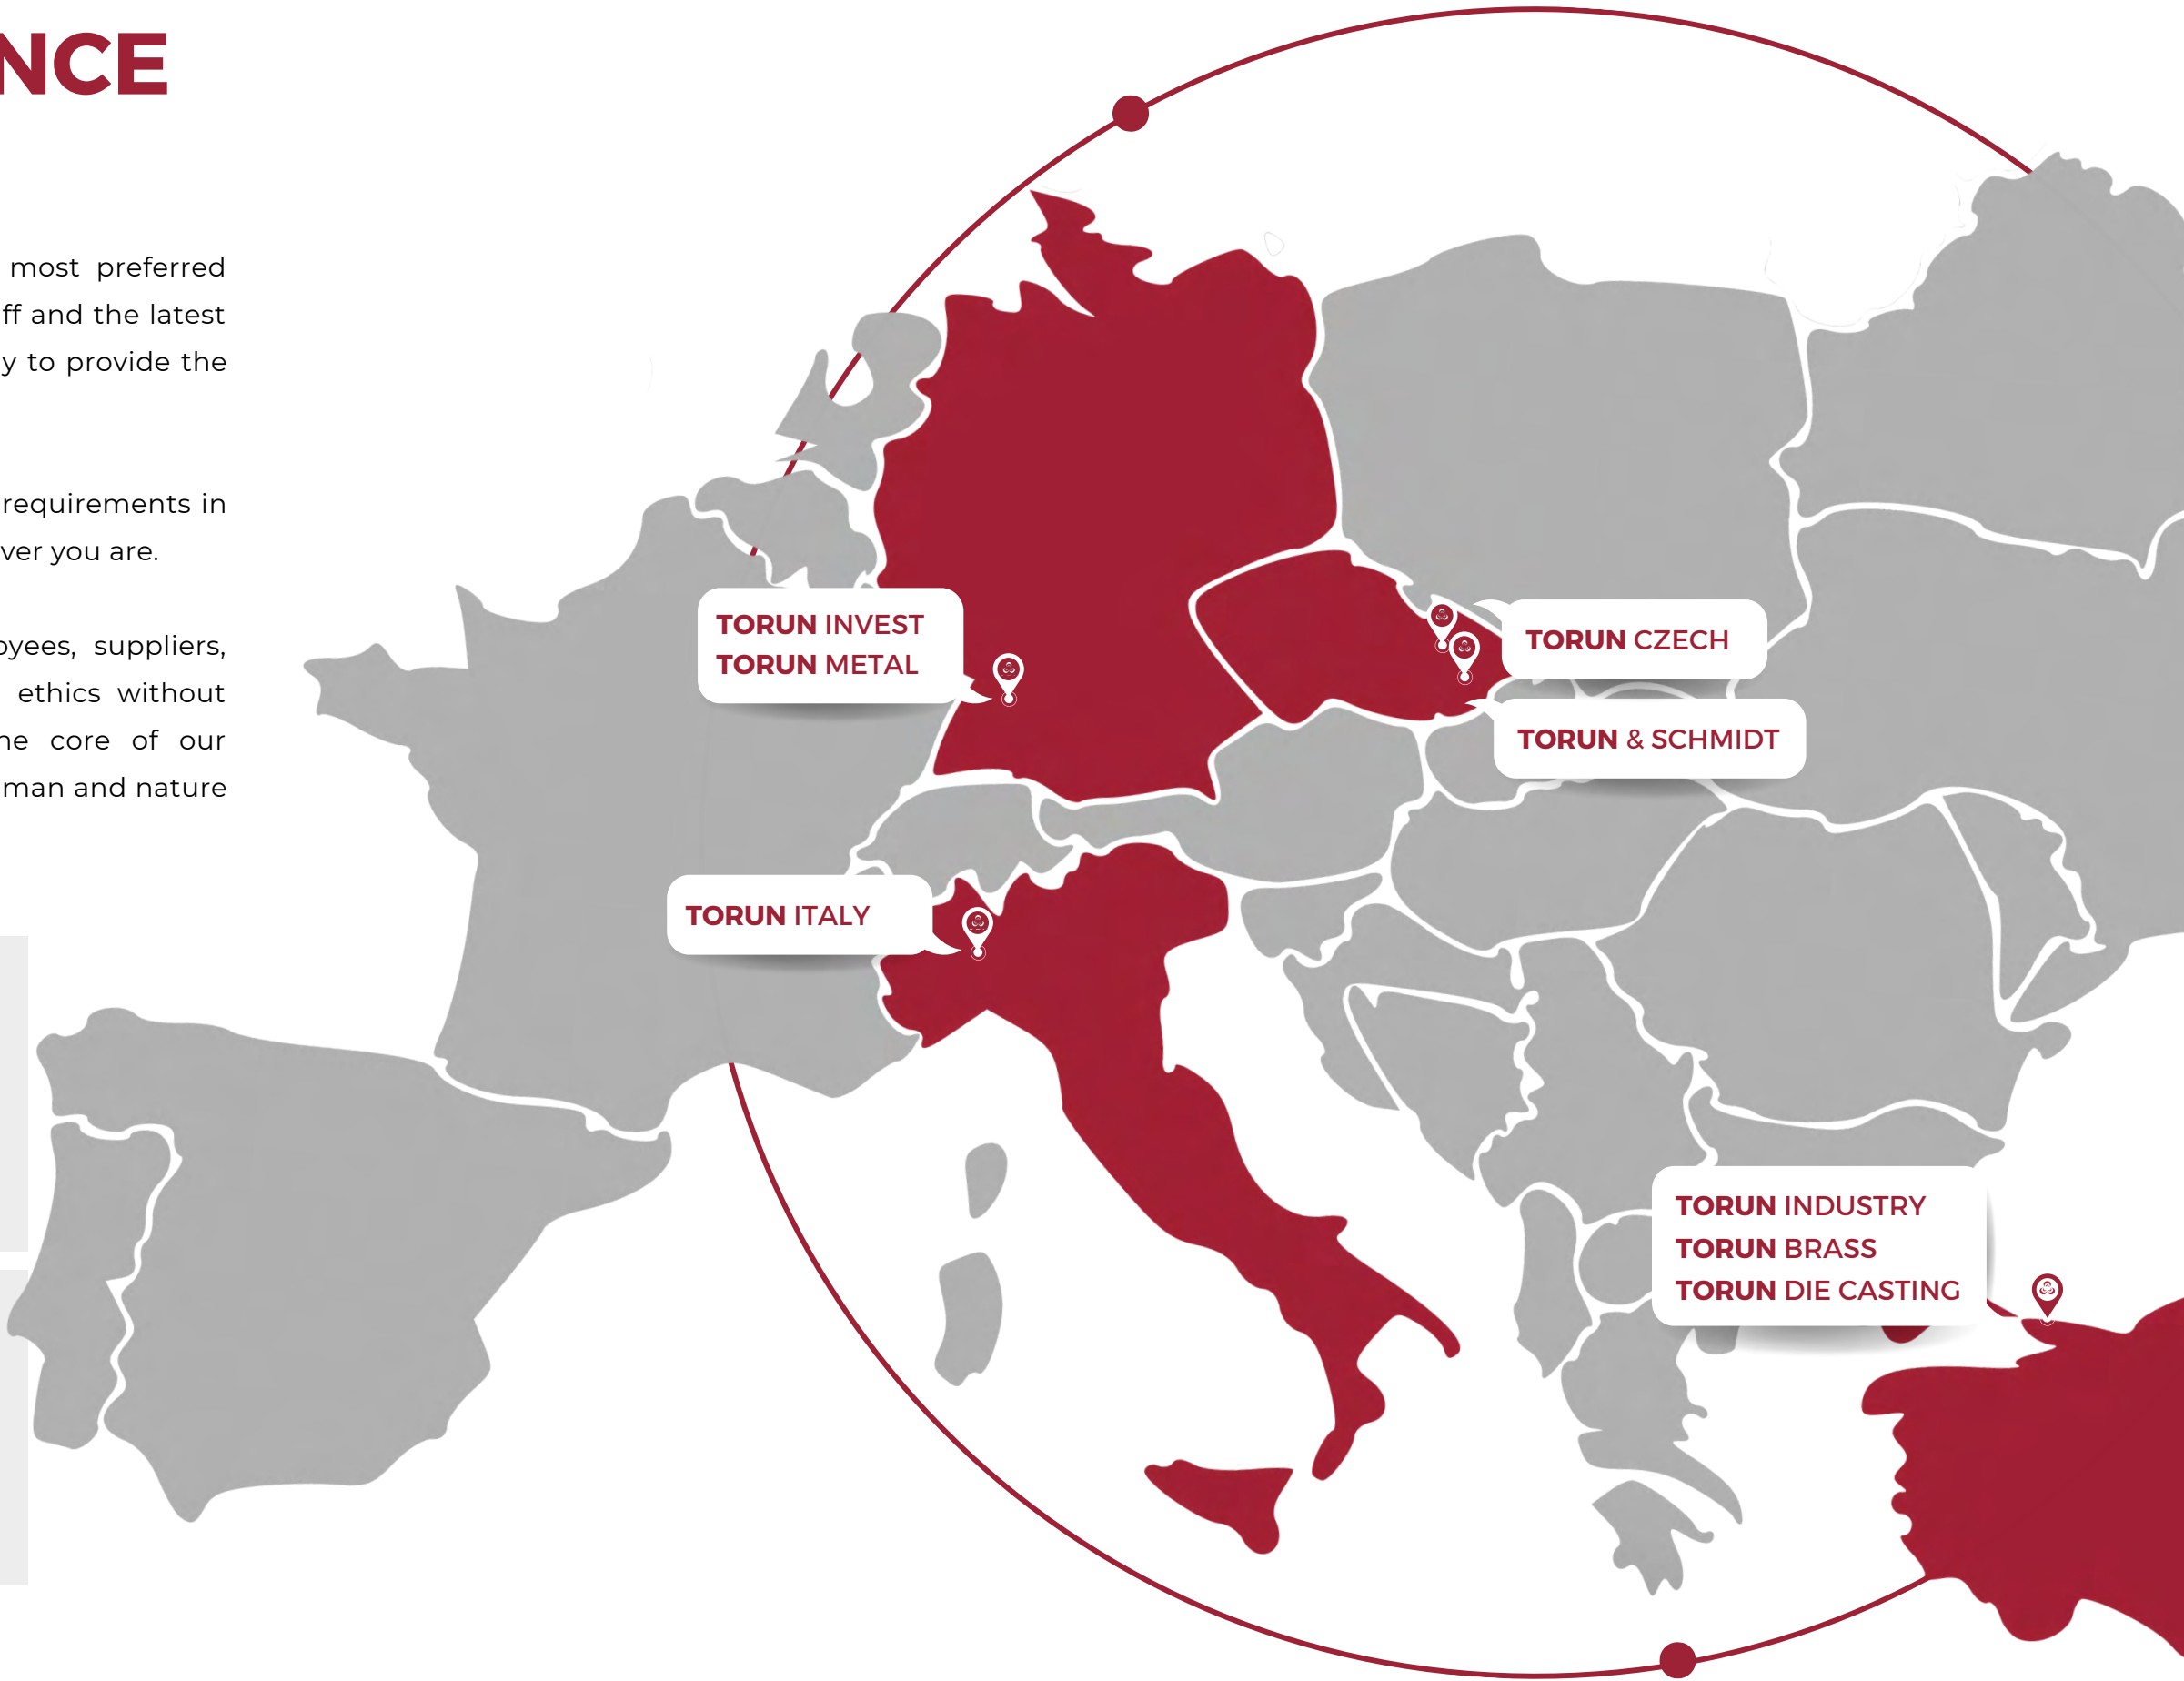 NCE
most preferred
ff and the latest
y to provide the
requirements in
ver you are.
oyees, suppliers,
ethics without
he core of our
man and nature
TORUN INVEST
TORUN METAL
TORUN CZECH
TORUN & SCHMIDT
TORUN ITALY
TORUN INDUSTRY
TORUN BRASS
TORUN DIE CASTING